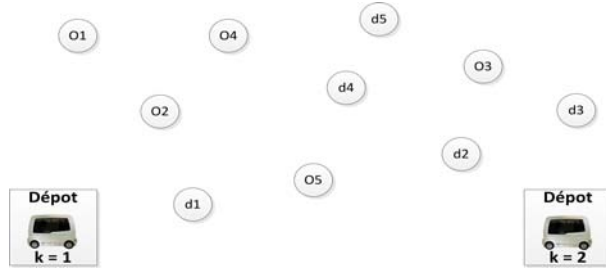 d5
O1
O4
O3
d4
O2
d3
d2
O5
Dépot
k = 1
d1
Dépot
k = 2